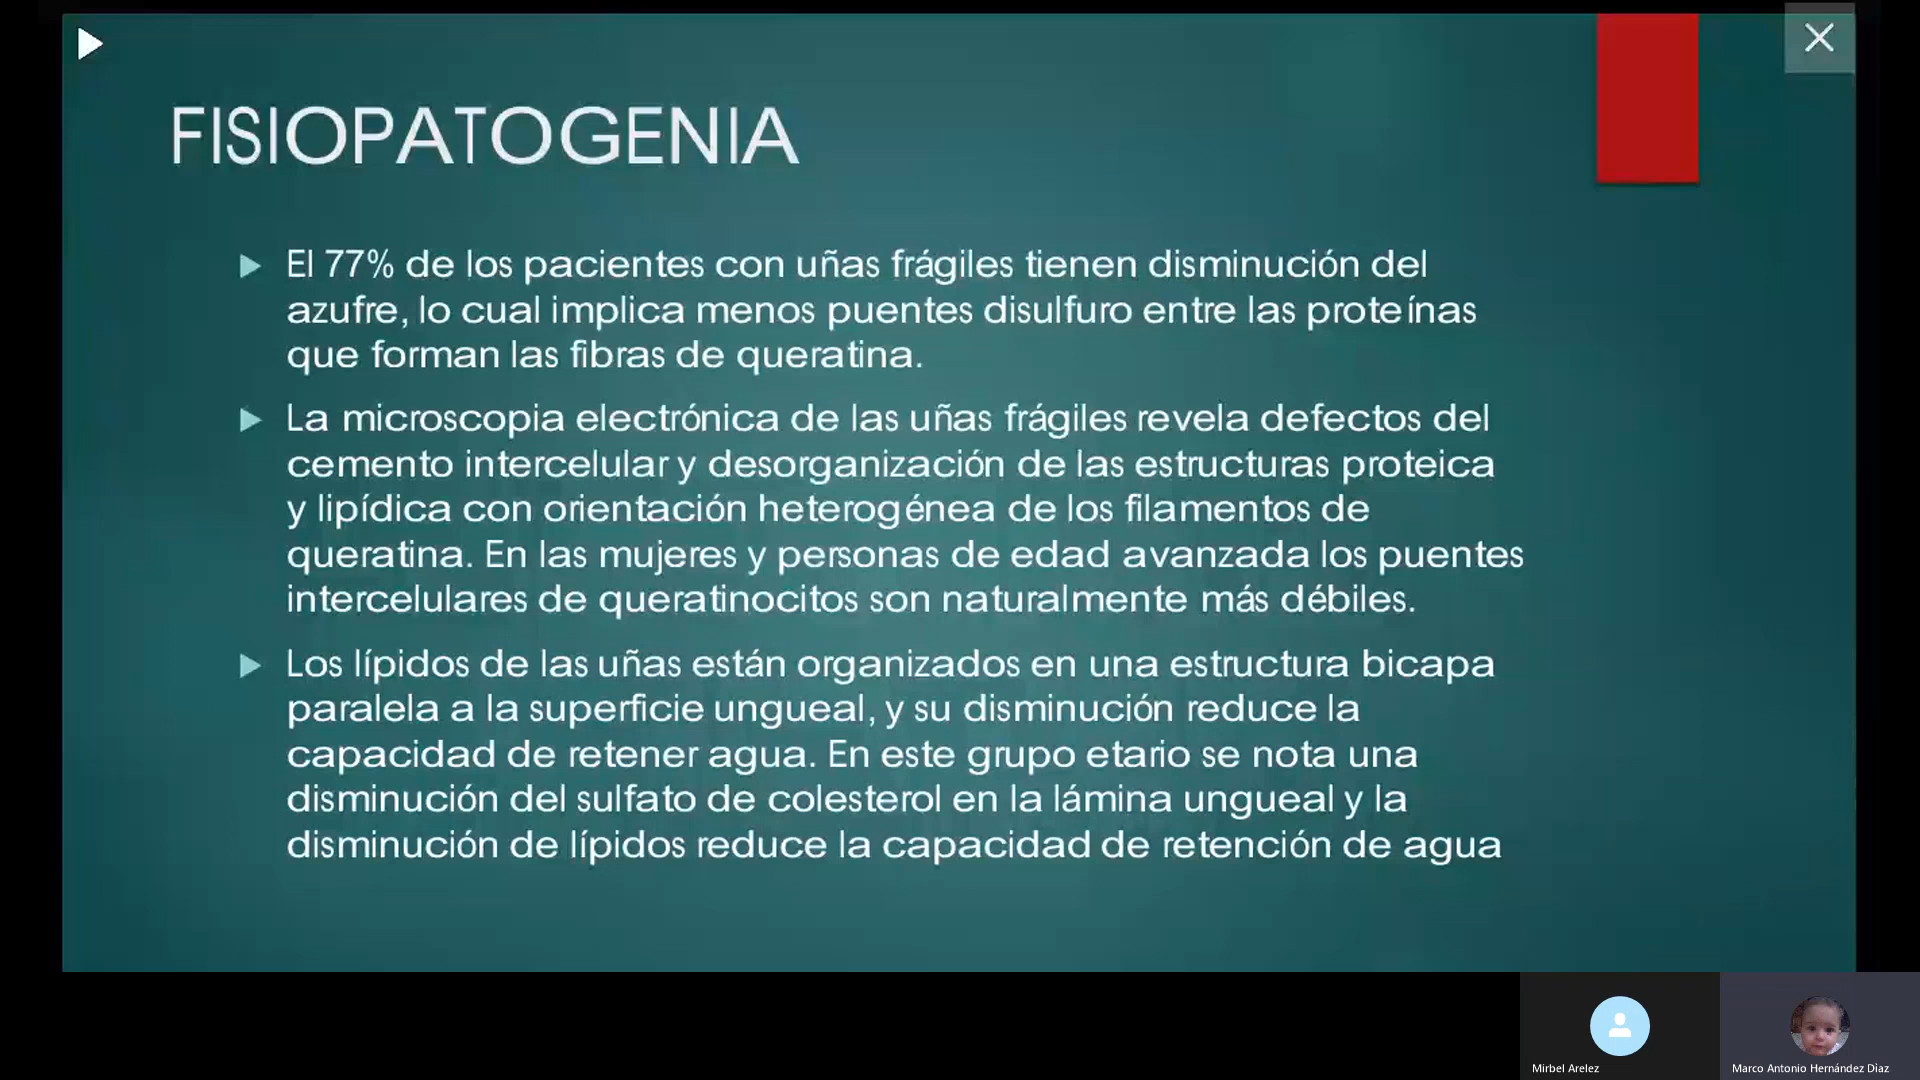 FISIOPATOGENIA
El 77% de los pacientes con uñas frágiles tienen disminución del
azufre, lo cual implica menos puentes disulfuro entre las proteínas
que forman las fibras de queratina.
La microscopia electrónica de las uñas frágiles revela defectos del
cemento intercelular y desorganización de las estructuras proteica
y lipídica con orientación heterogénea de los filamentos de
queratina. En las mujeres y personas de edad avanzada los puentes
intercelulares de queratinocitos son naturalmente más débiles.
Los lípidos de las uñas están organizados en una estructura bicapa
paralela a la superficie ungueal, y su disminución reduce la
capacidad de retener agua. En este grupo etario se nota una
disminución del sulfato de colesterol en la lámina ungueal y la
disminución de lípidos reduce la capacidad de retención de agua
Mirbel Arelez
Marco Antonio Hernández Díaz